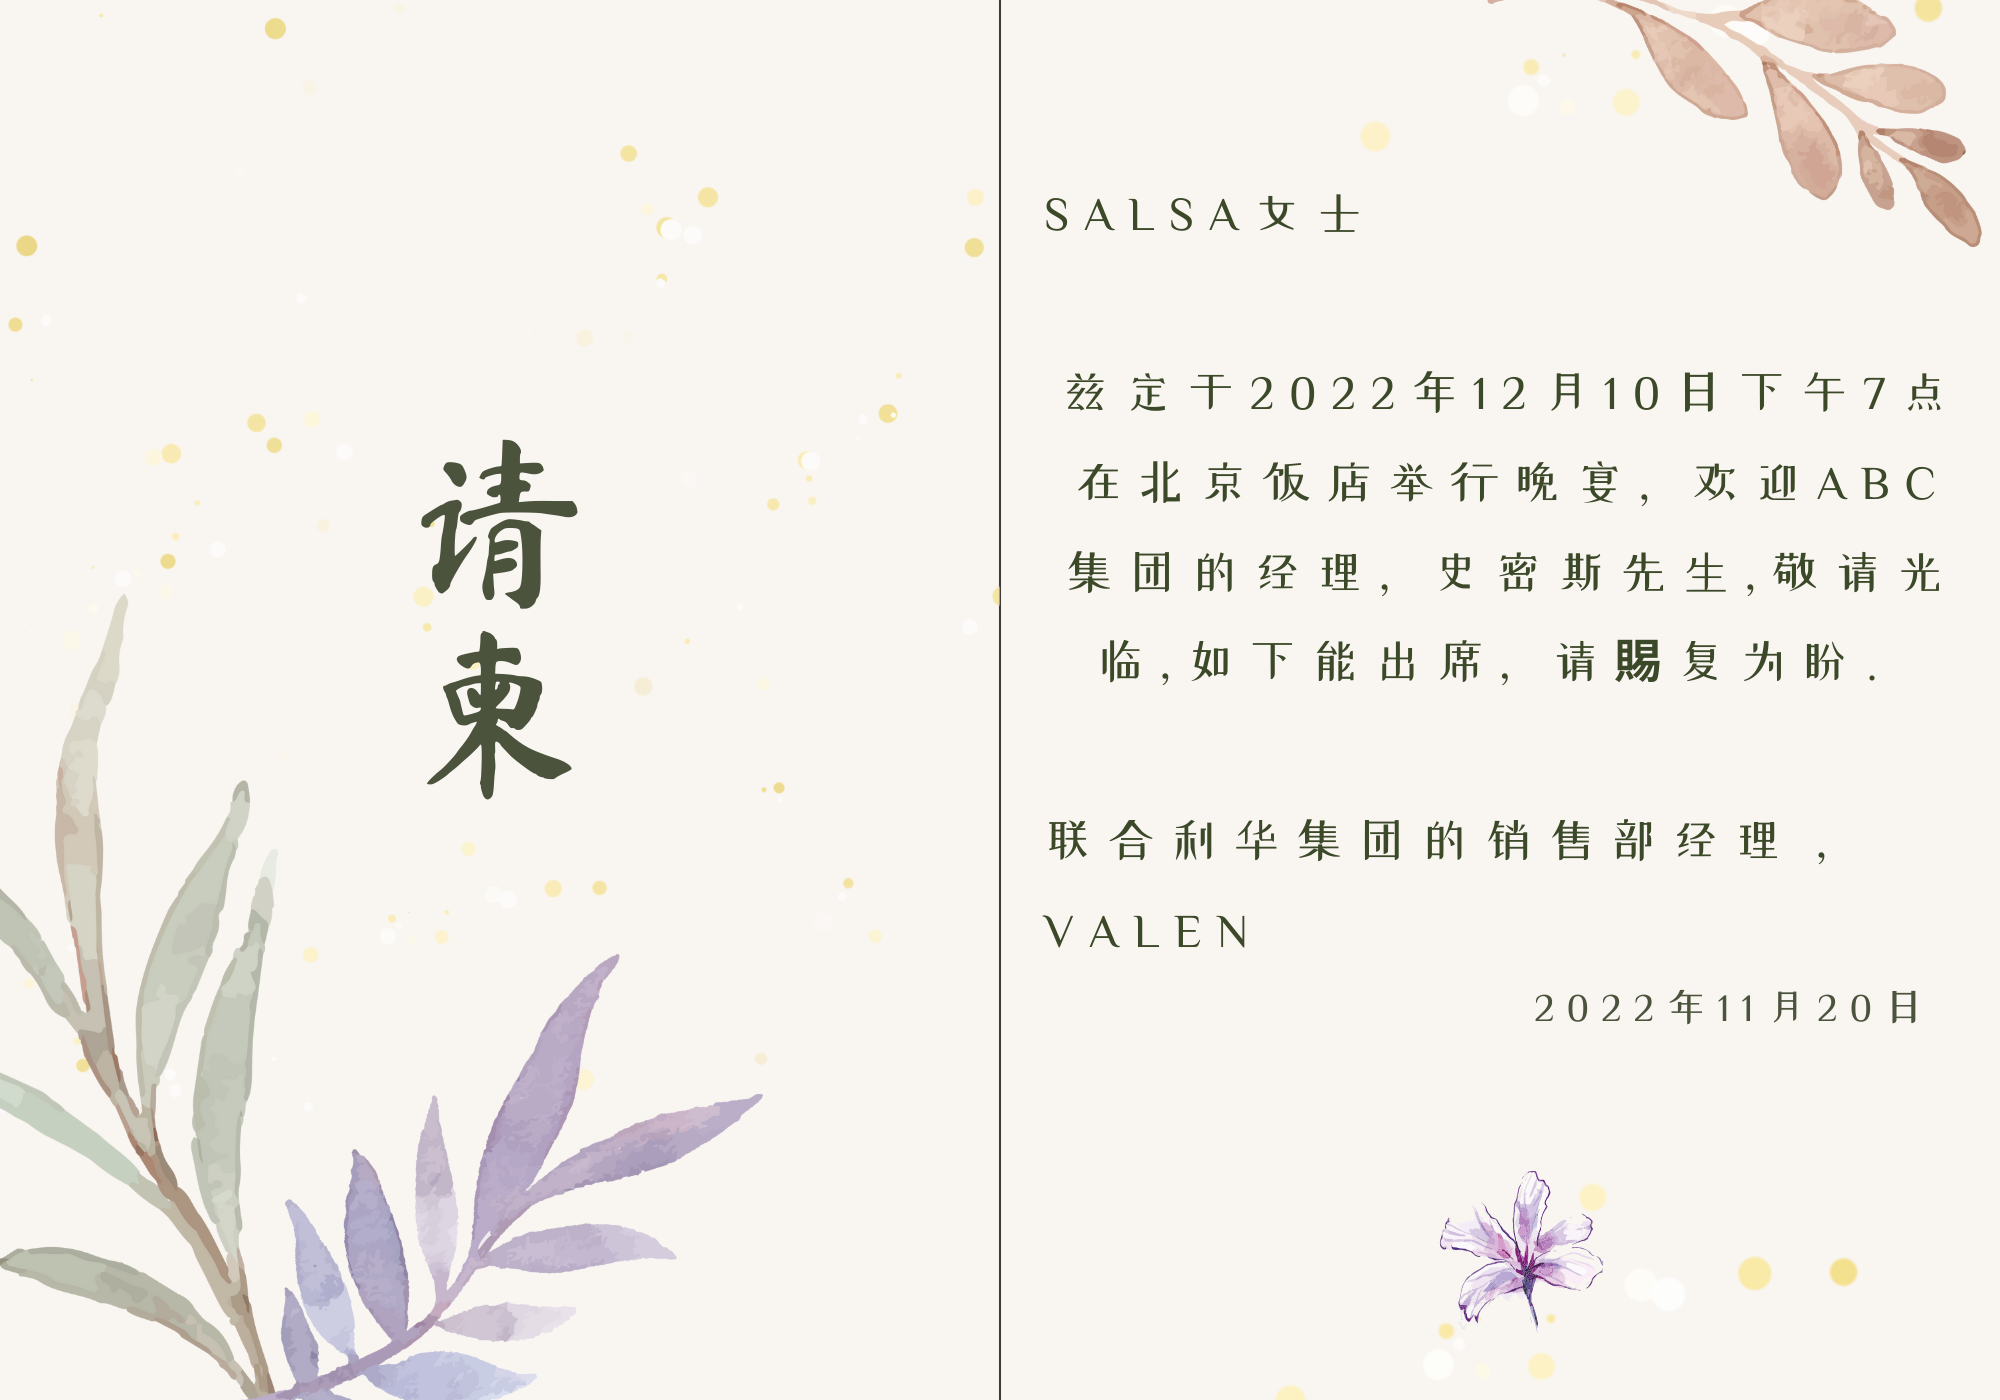 请
柬
SALSA女士
兹定于2022年12月10日下午7点
在北京饭店举行晚宴, 欢迎ABC
集团的经理, 史密斯先生,敬请光
临,如下能出席, 请賜复为盼.
联合利华集团的销售部经理,
VALEN
2022年11月20日